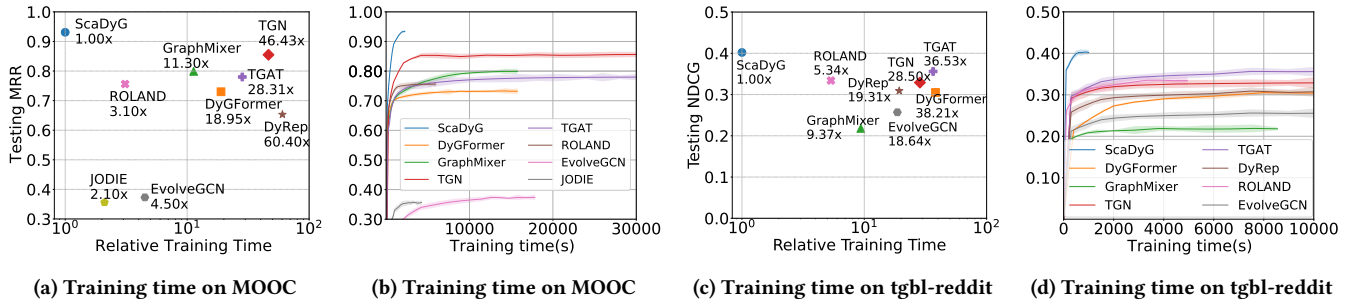 Testing MRR
1.0
0.9
0.8
0.7
0.6
0.5
0.4
0.3
ScaDyG
1.00x
TGN
46.43x
GraphMixer
11.30x
TGAT
28.31x
ROLAND
3.10x
DyGFormer
18.95x
DyRep
60.40x
JODIE
2.10x
EvolveGCN
4.50x
10^0
10^1
10^2
Relative Training Time
(a) Training time on MOOC
1.00
0.90
0.80
0.70
0.60
0.50
0.40
0.30
ScaDyG
DyGFormer
GraphMixer
TGN
TGAT
ROLAND
EvolveGCN
JODIE
10000
20000
30000
Training time(s)
(b) Training time on MOOC
Testing NDCG
0.5
0.4
0.3
0.2
0.1
0.0
ScaDyG
1.00x
ROLAND
5.34x
TGAT
36.53x
TGN
28.50x
DyRep
19.31x
DyGFormer
38.21x
GraphMixer
9.37x
EvolveGCN
18.64x
10^0
10^1
10^2
Relative Training Time
(c) Training time on tgbl-reddit
0.50
0.40
0.30
0.20
0.10
ScaDyG
DyGFormer
GraphMixer
TGN
TGAT
DyRep
ROLAND
EvolveGCN
0
2000
4000
6000
8000
10000
Training time(s)
(d) Training time on tgbl-reddit